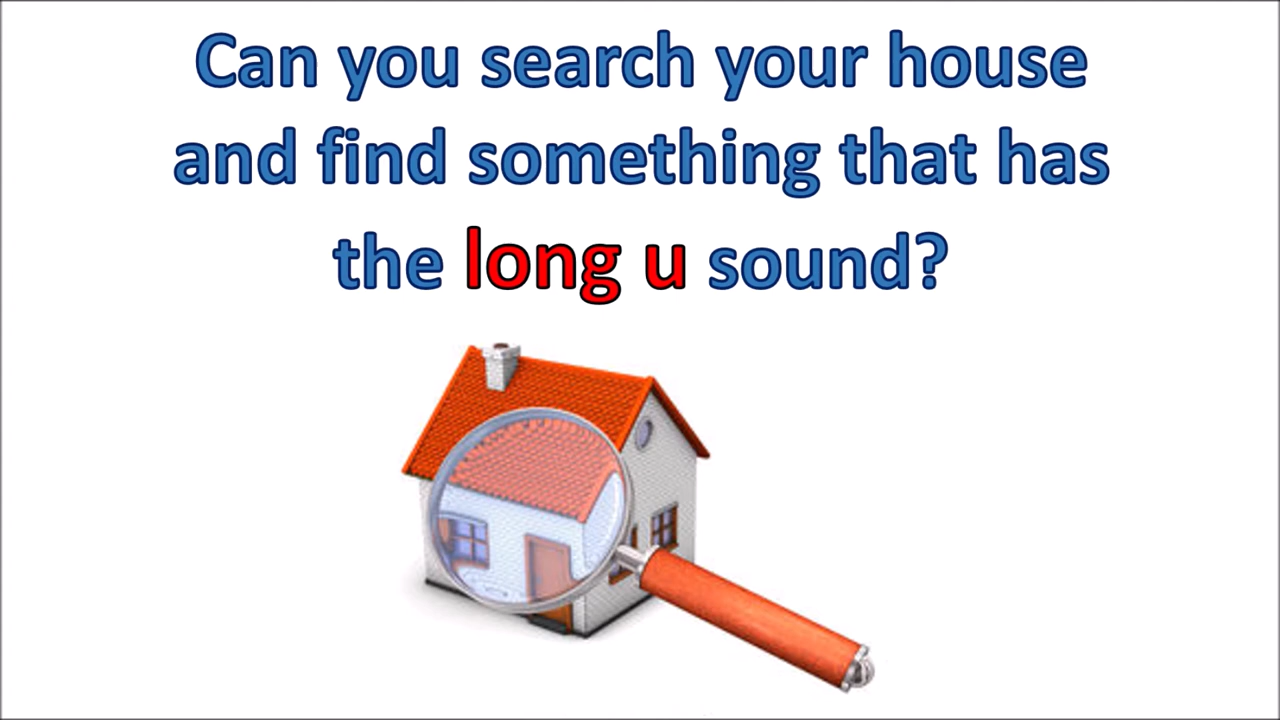 Can you search your house
and find something that has
the long u sound?